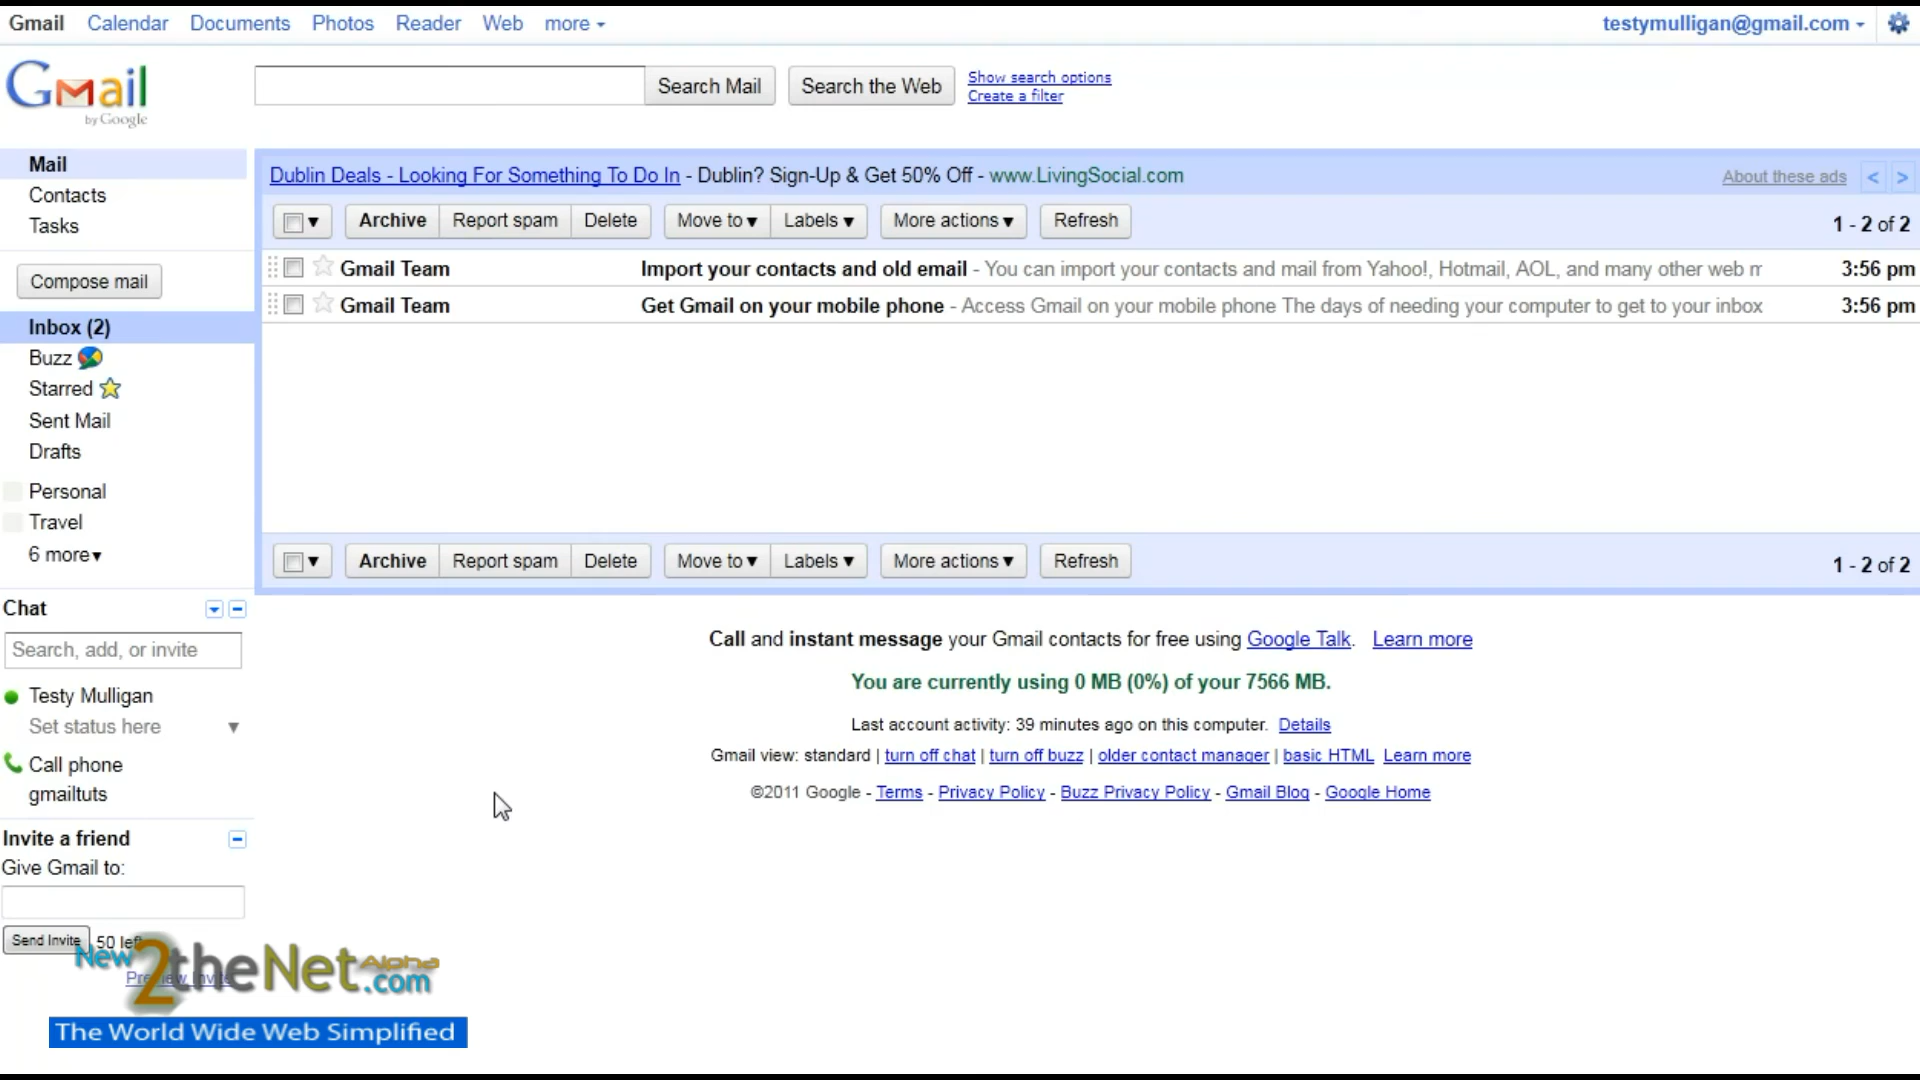 Gmail Calendar Documents Photos Reader Web more testymulligan@gmail.com
Gmail
by Google
Search Mail Search the Web Show search options
Create a filter
Mail
Contacts
Tasks
Compose mail
Inbox (2)
Buzz
Starred
Sent Mail
Drafts
Personal
Travel
6 more
Dublin Deals - Looking For Something To Do In - Dublin? Sign-Up & Get 50% Off - www.LivingSocial.com About these ads < >
Archive Report spam Delete Move to Labels More actions Refresh 1 - 2 of 2
Gmail Team Import your contacts and old email - You can import your contacts and mail from Yahoo!, Hotmail, AOL, and many other web m 3:56 pm
Gmail Team Get Gmail on your mobile phone - Access Gmail on your mobile phone The days of needing your computer to get to your inbox 3:56 pm
Archive Report spam Delete Move to Labels More actions Refresh 1 - 2 of 2
Chat
Search, add, or invite
Testy Mulligan
Set status here
Call phone
gmailtuts
Invite a friend
Give Gmail to:
Send Invite 50 left
Preview Invite
Call and instant message your Gmail contacts for free using Google Talk. Learn more
You are currently using 0 MB (0%) of your 7566 MB.
Last account activity: 39 minutes ago on this computer. Details
Gmail view: standard | turn off chat | turn off buzz | older contact manager | basic HTML Learn more
©2011 Google - Terms - Privacy Policy - Buzz Privacy Policy - Gmail Blog - Google Home
New2theNet Alpha
.com
The World Wide Web Simplified